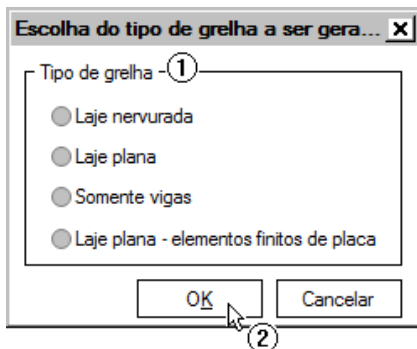 Escolha do tipo de grelha a ser gera... X
Tipo de grelha 1
Laje nervurada
Laje plana
Somente vigas
Laje plana - elementos finitos de placa
OK Cancelar
2